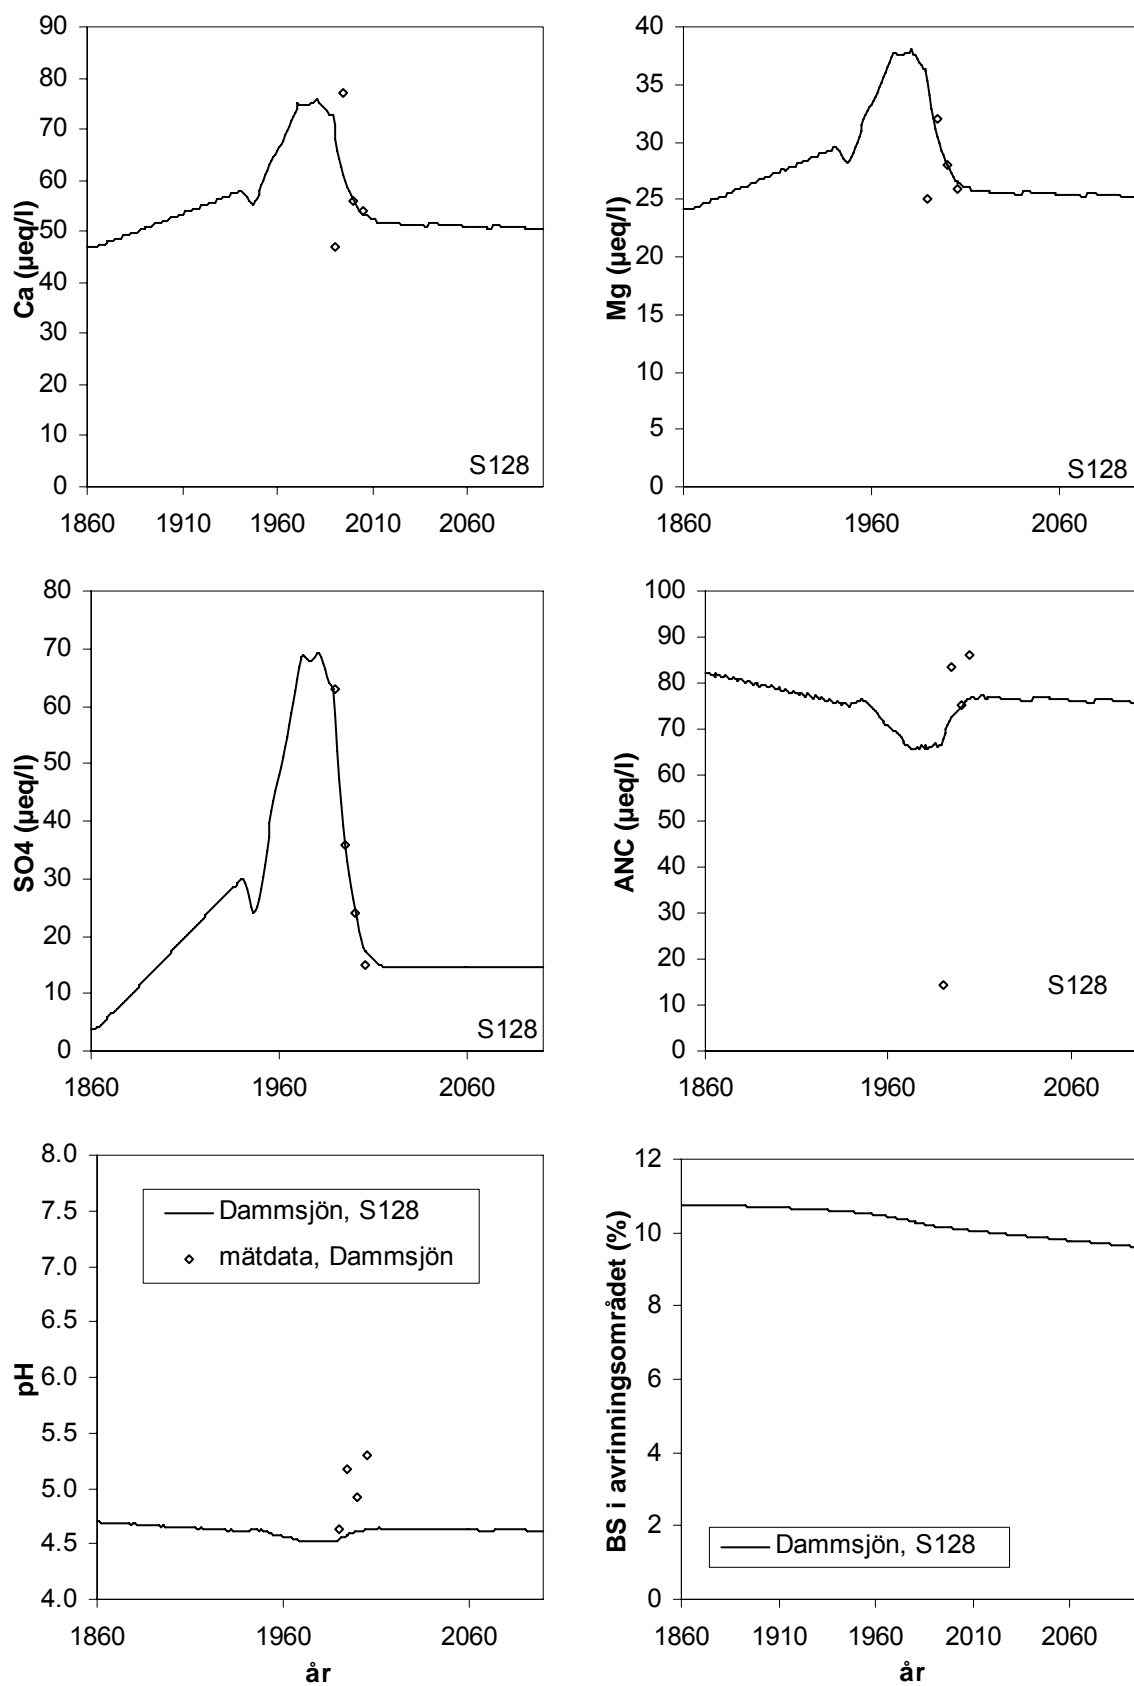 90
80
70
60
50
40
30
20
10
0
Ca (µeq/l)
S128
1860 1910 1960 2010 2060
40
35
30
25
20
15
10
5
0
Mg (µeq/l)
S128
1860 1960 2060
80
70
60
50
40
30
20
10
0
SO4 (µeq/l)
S128
1860 1960 2060
100
90
80
70
60
50
40
30
20
10
0
ANC (µeq/l)
S128
1860 1960 2060
8.0
7.5
7.0
6.5
6.0
5.5
5.0
4.5
4.0
pH
Dammsjön, S128
mätdata, Dammsjön
1860 1960 2060
år
12
10
8
6
4
2
0
BS i avrinningsområdet (%)
Dammsjön, S128
1860 1910 1960 2010 2060
år